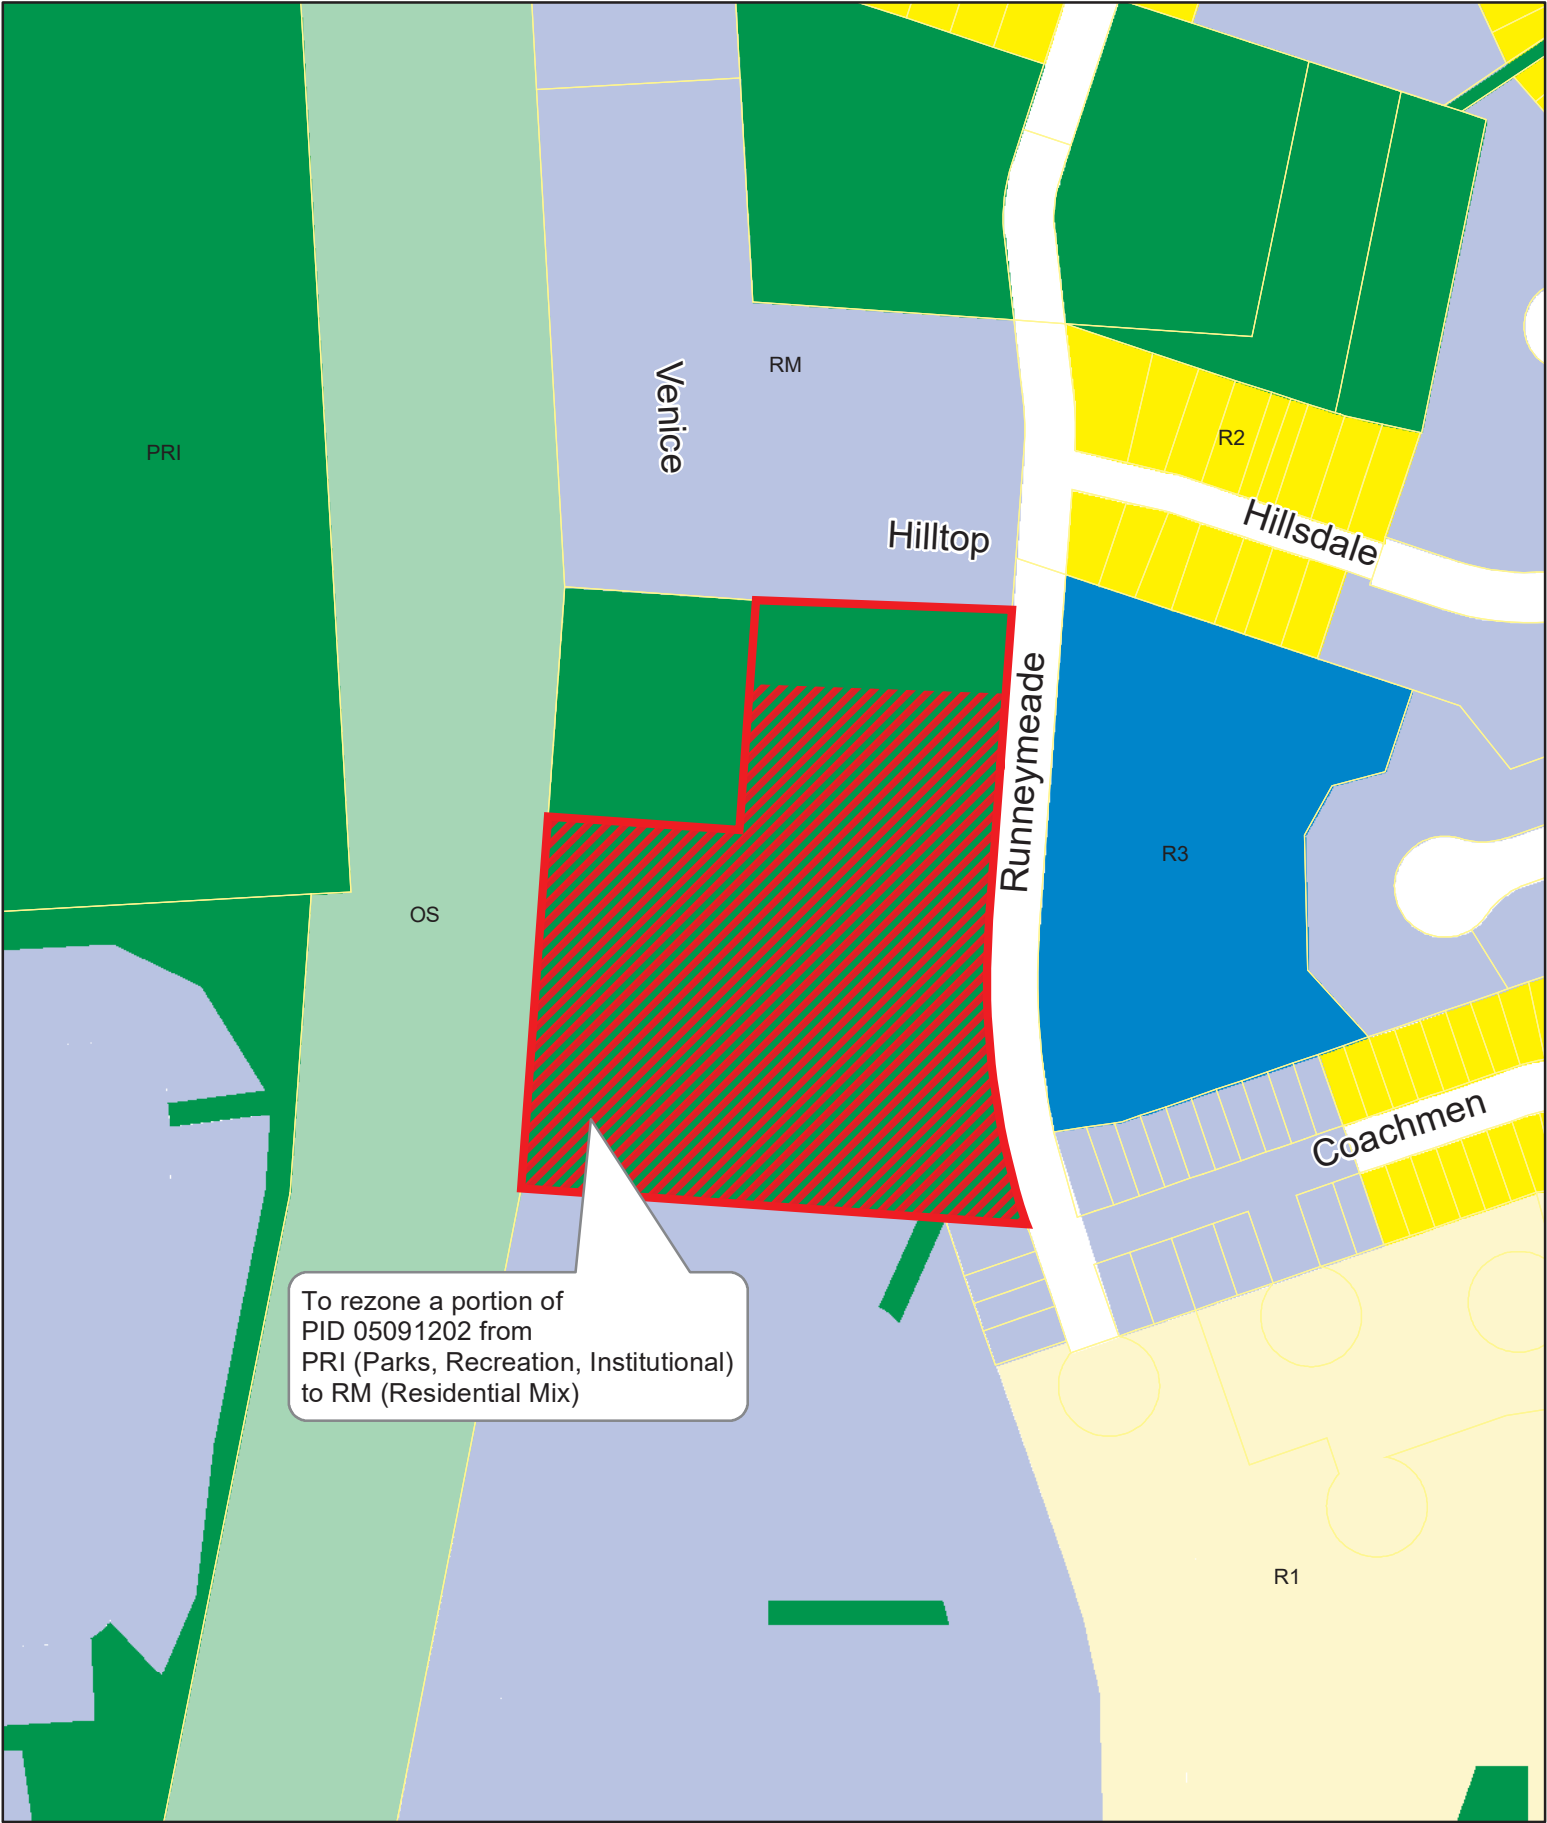 RM
Venice
PRI
R2
Hilltop
Hillsdale
Runneymeade
R3
OS
Coachmen
To rezone a portion of
PID 05091202 from
PRI (Parks, Recreation, Institutional)
to RM (Residential Mix)
R1